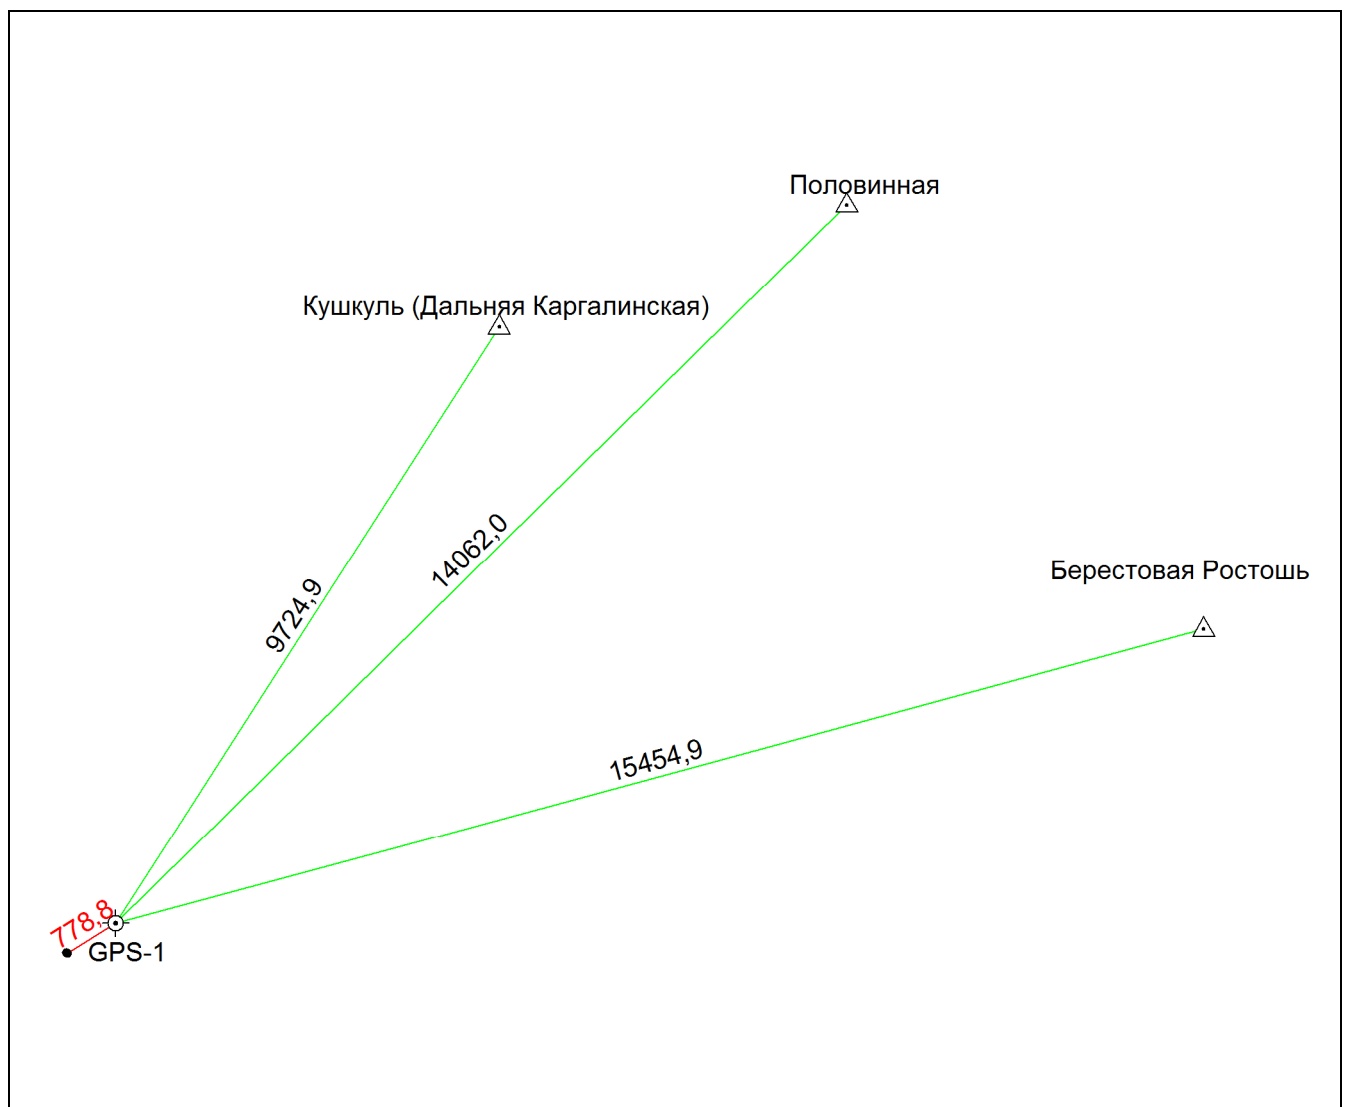 Половинная
Кушкуль (Дальняя Каргалинская)
14062,0
Берестовая Ростошь
9724,9
15454,9
778,8
GPS-1